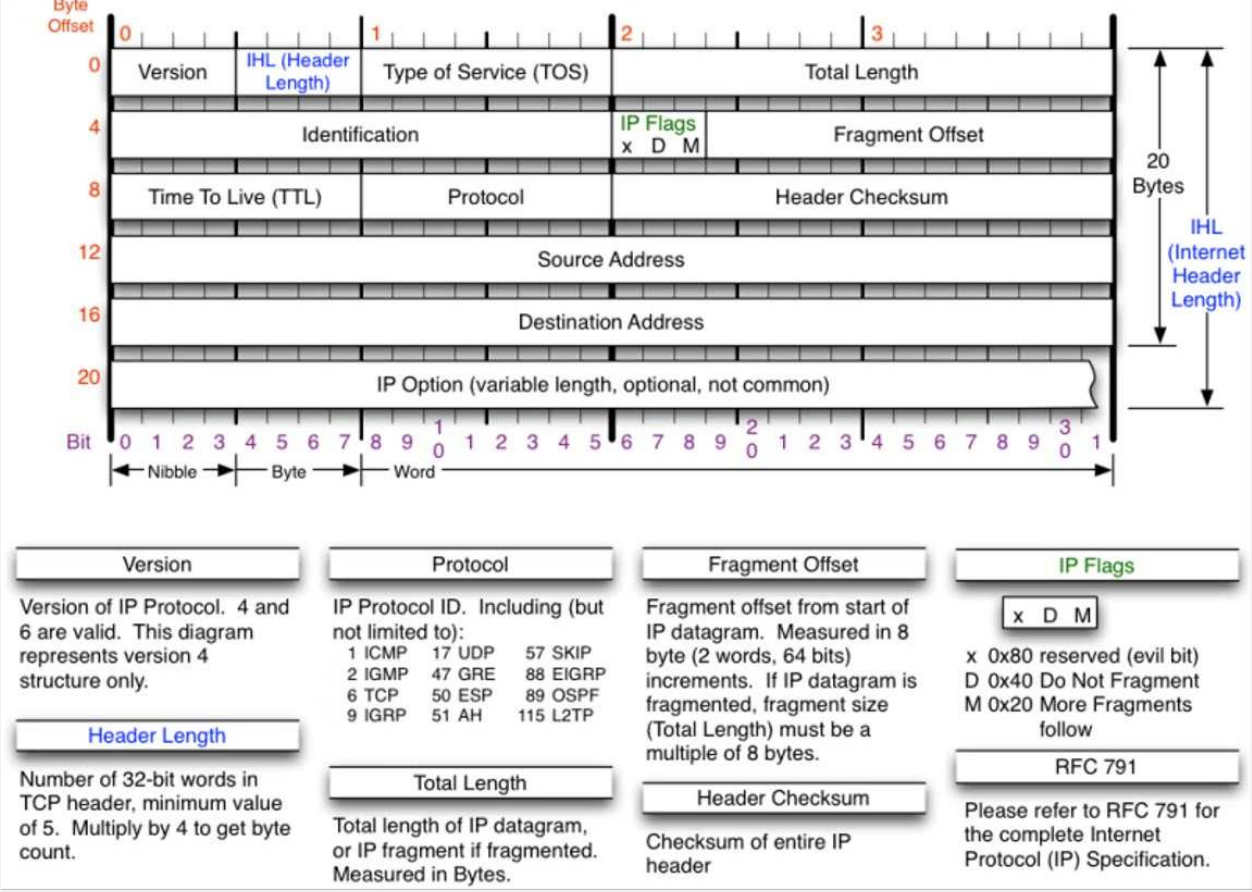 Byte
Offset
0 1 2 3
0
Version
IHL (Header
Length)
Type of Service (TOS)
Total Length
4
Identification
IP Flags
x D M
Fragment Offset
8
Time To Live (TTL)
Protocol
Header Checksum
12
Source Address
16
Destination Address
20
IP Option (variable length, optional, not common)
20
Bytes
IHL
(Internet
Header
Length)
Bit 0 1 2 3 4 5 6 7 8 9 10 1 2 3 4 5 6 7 8 9 20 1 2 3 4 5 6 7 8 9 30 1
Nibble Byte Word
Version
Version of IP Protocol. 4 and
6 are valid. This diagram
represents version 4
structure only.
Header Length
Number of 32-bit words in
TCP header, minimum value
of 5. Multiply by 4 to get byte
count.
Protocol
IP Protocol ID. Including (but
not limited to):
1 ICMP 17 UDP 57 SKIP
2 IGMP 47 GRE 88 EIGRP
6 TCP 50 ESP 89 OSPF
9 IGRP 51 AH 115 L2TP
Total Length
Total length of IP datagram,
or IP fragment if fragmented.
Measured in Bytes.
Fragment Offset
Fragment offset from start of
IP datagram. Measured in 8
byte (2 words, 64 bits)
increments. If IP datagram is
fragmented, fragment size
(Total Length) must be a
multiple of 8 bytes.
Header Checksum
Checksum of entire IP
header
IP Flags
x D M
x 0x80 reserved (evil bit)
D 0x40 Do Not Fragment
M 0x20 More Fragments
follow
RFC 791
Please refer to RFC 791 for
the complete Internet
Protocol (IP) Specification.